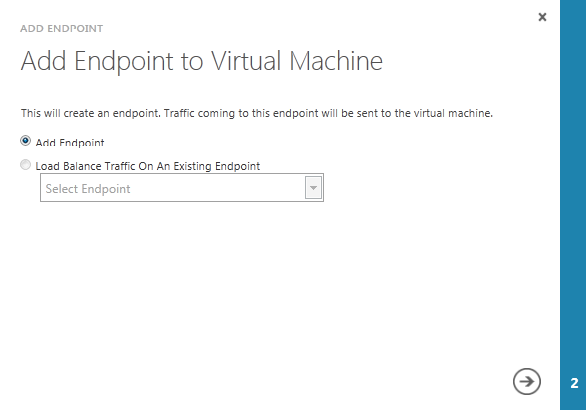 ADD ENDPOINT
Add Endpoint to Virtual Machine
This will create an endpoint. Traffic coming to this endpoint will be sent to the virtual machine.
Add Endpoint
Load Balance Traffic On An Existing Endpoint
Select Endpoint
2